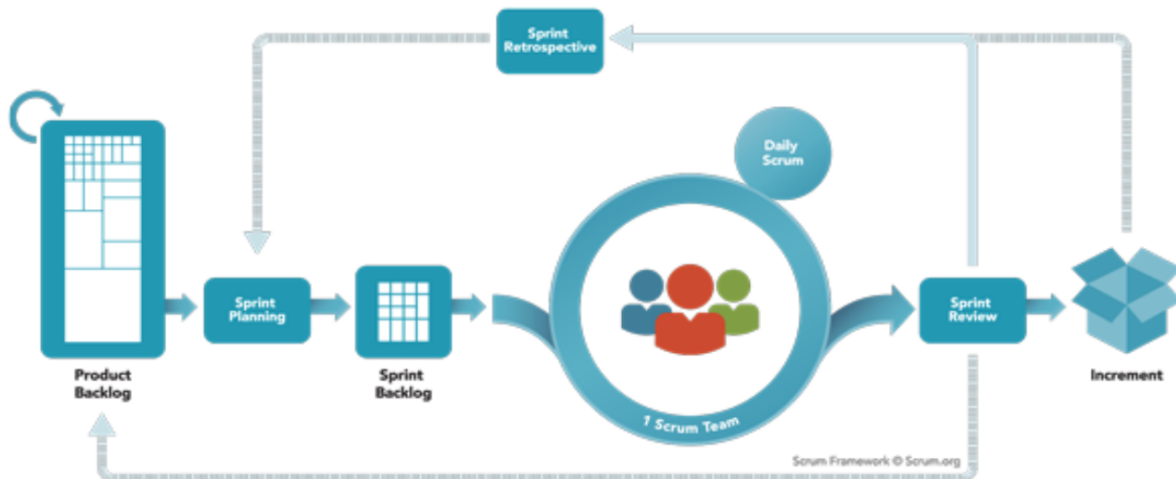 Sprint
Retrospective
Daily
Scrum
Sprint
Planning
Sprint
Review
Product
Backlog
Sprint
Backlog
Increment
1 Scrum Team
Scrum Framework © Scrum.org